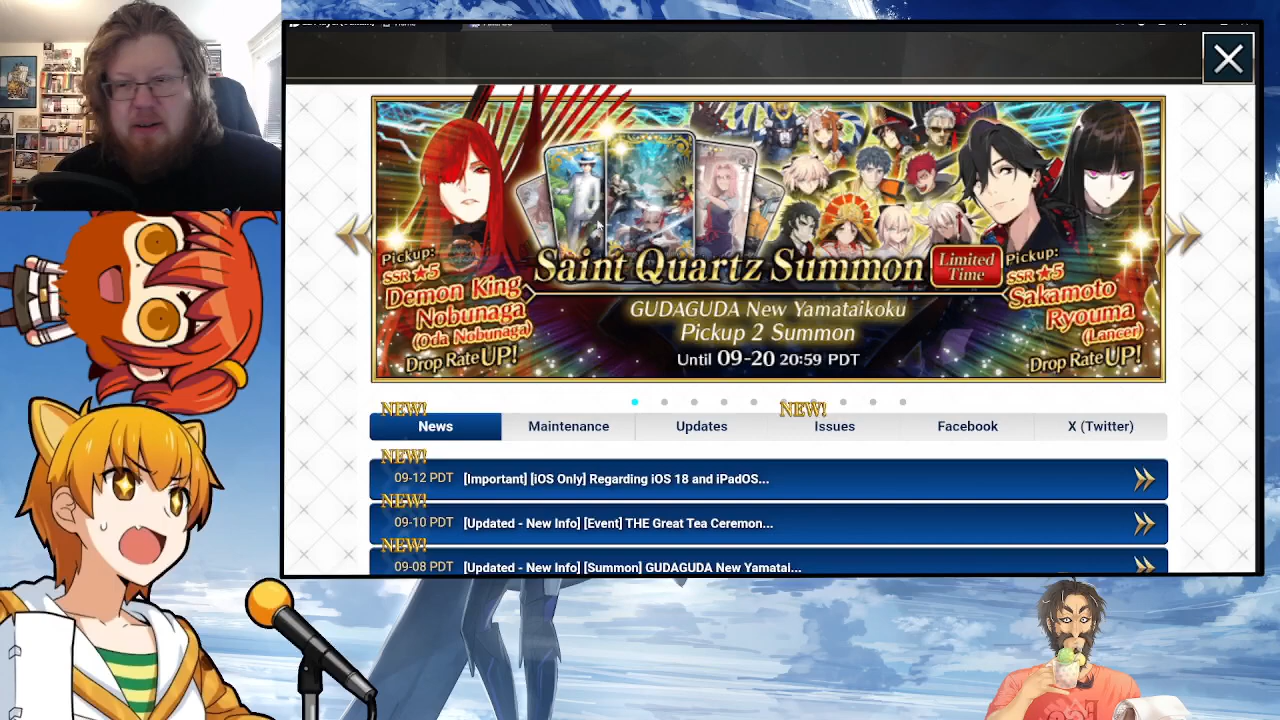 Pickup:
SSR ★5
Demon King
Nobunaga
(Oda Nobunaga)
Drop Rate UP!
Saint Quartz Summon
Limited
Time
GUDAGUDA New Yamataikoku
Pickup 2 Summon
Until 09-20 20:59 PDT
Pickup:
SSR ★5
Sakamoto
Ryouma
(Lancer)
Drop Rate UP!
NEW!
News
Maintenance
Updates
NEW!
Issues
Facebook
X (Twitter)
NEW!
09-12 PDT [Important] [iOS Only] Regarding iOS 18 and iPadOS...
NEW!
09-10 PDT [Updated - New Info] [Event] THE Great Tea Ceremon...
NEW!
09-08 PDT [Updated - New Info] [Summon] GUDAGUDA New Yamatai...